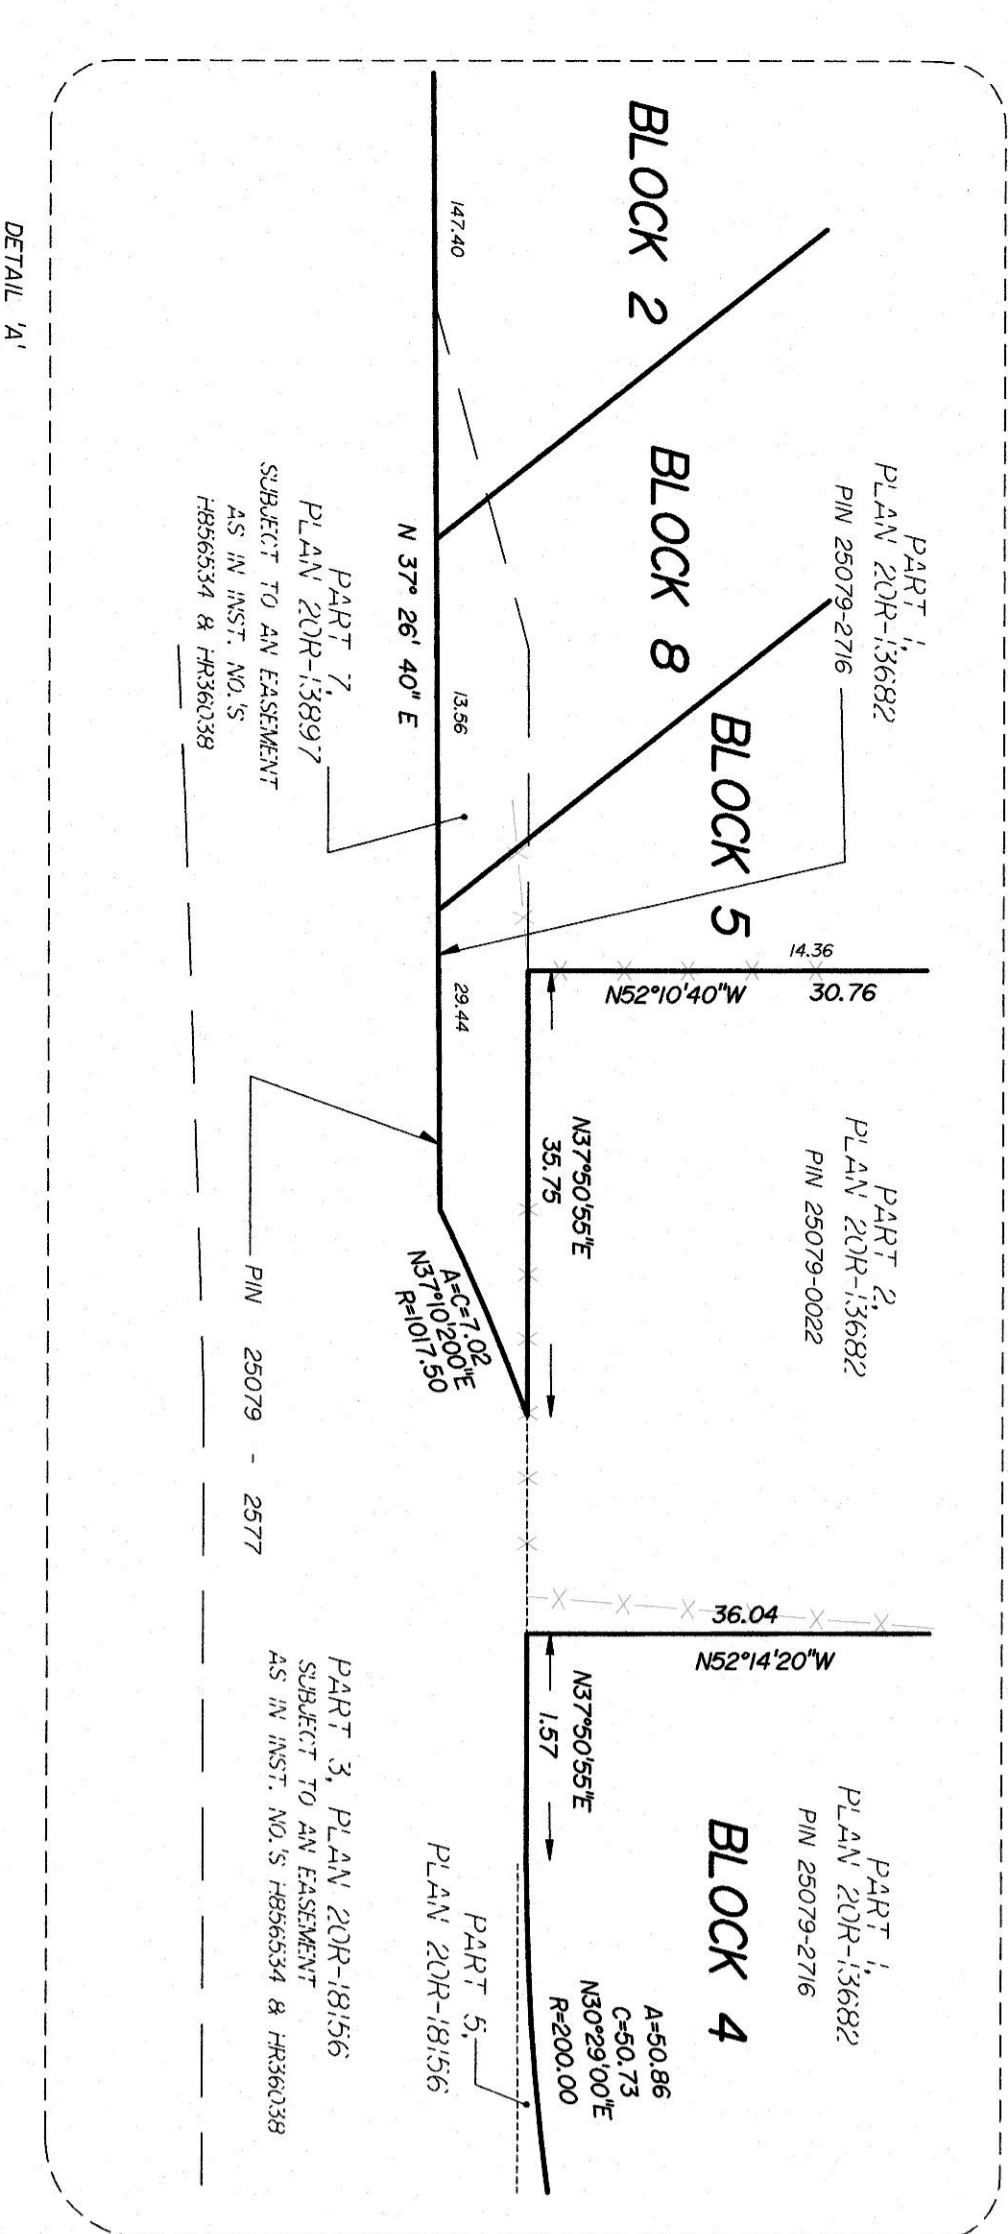 BLOCK 2
147.40
BLOCK 8
PART 1,
PLAN 20R-13682
PIN 25079-2716
BLOCK 5
14.36
N52°10'40"W
30.76
N 37° 26' 40" E
13.56
29.44
PART 7,
PLAN 20R-13897
SUBJECT TO AN EASEMENT
AS IN INST. NO.'S
H856534 & HR36038
PART 2,
PLAN 20R-13682
PIN 25079-0022
N37°50'55"E
35.75
A=C=7.02
N37°10'200"E
R=1017.50
PIN 25079 - 2577
36.04
N52°14'20"W
N37°50'55"E
1.57
PART 1,
PLAN 20R-13682
PIN 25079-2716
BLOCK 4
A=50.86
C=50.73
N30°29'00"E
R=200.00
PART 5,
PLAN 20R-18156
PART 3, PLAN 20R-18156
SUBJECT TO AN EASEMENT
AS IN INST. NO.'S H856534 & HR36038
DETAIL 'A'